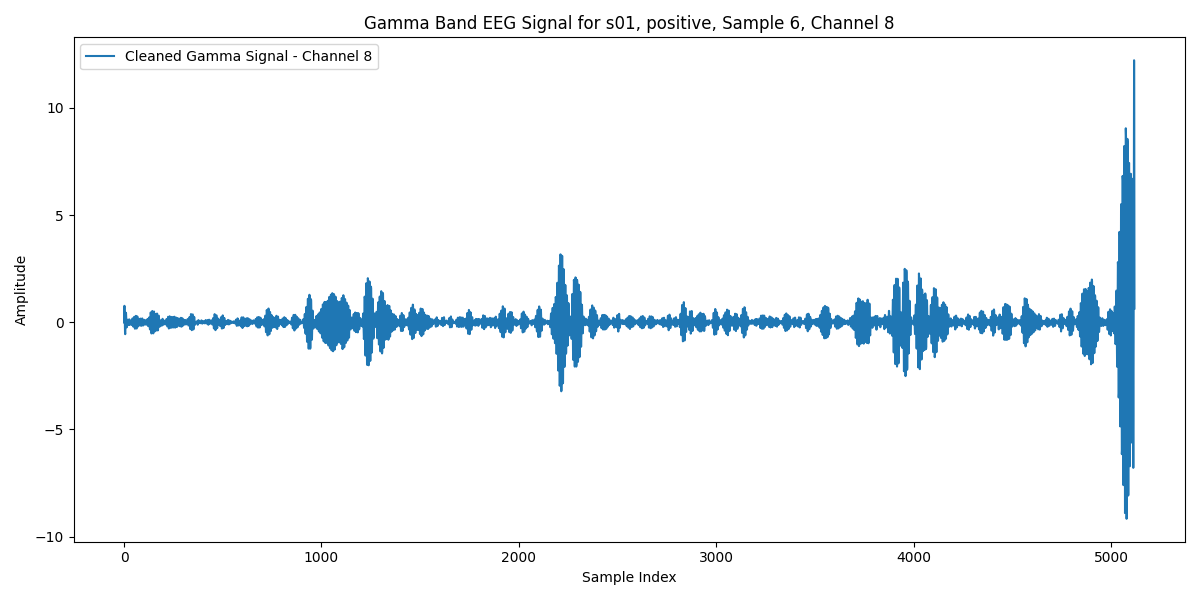 Gamma Band EEG Signal for s01, positive, Sample 6, Channel 8
Cleaned Gamma Signal - Channel 8
Amplitude
10
5
0
−5
−10
0 1000 2000 3000 4000 5000
Sample Index